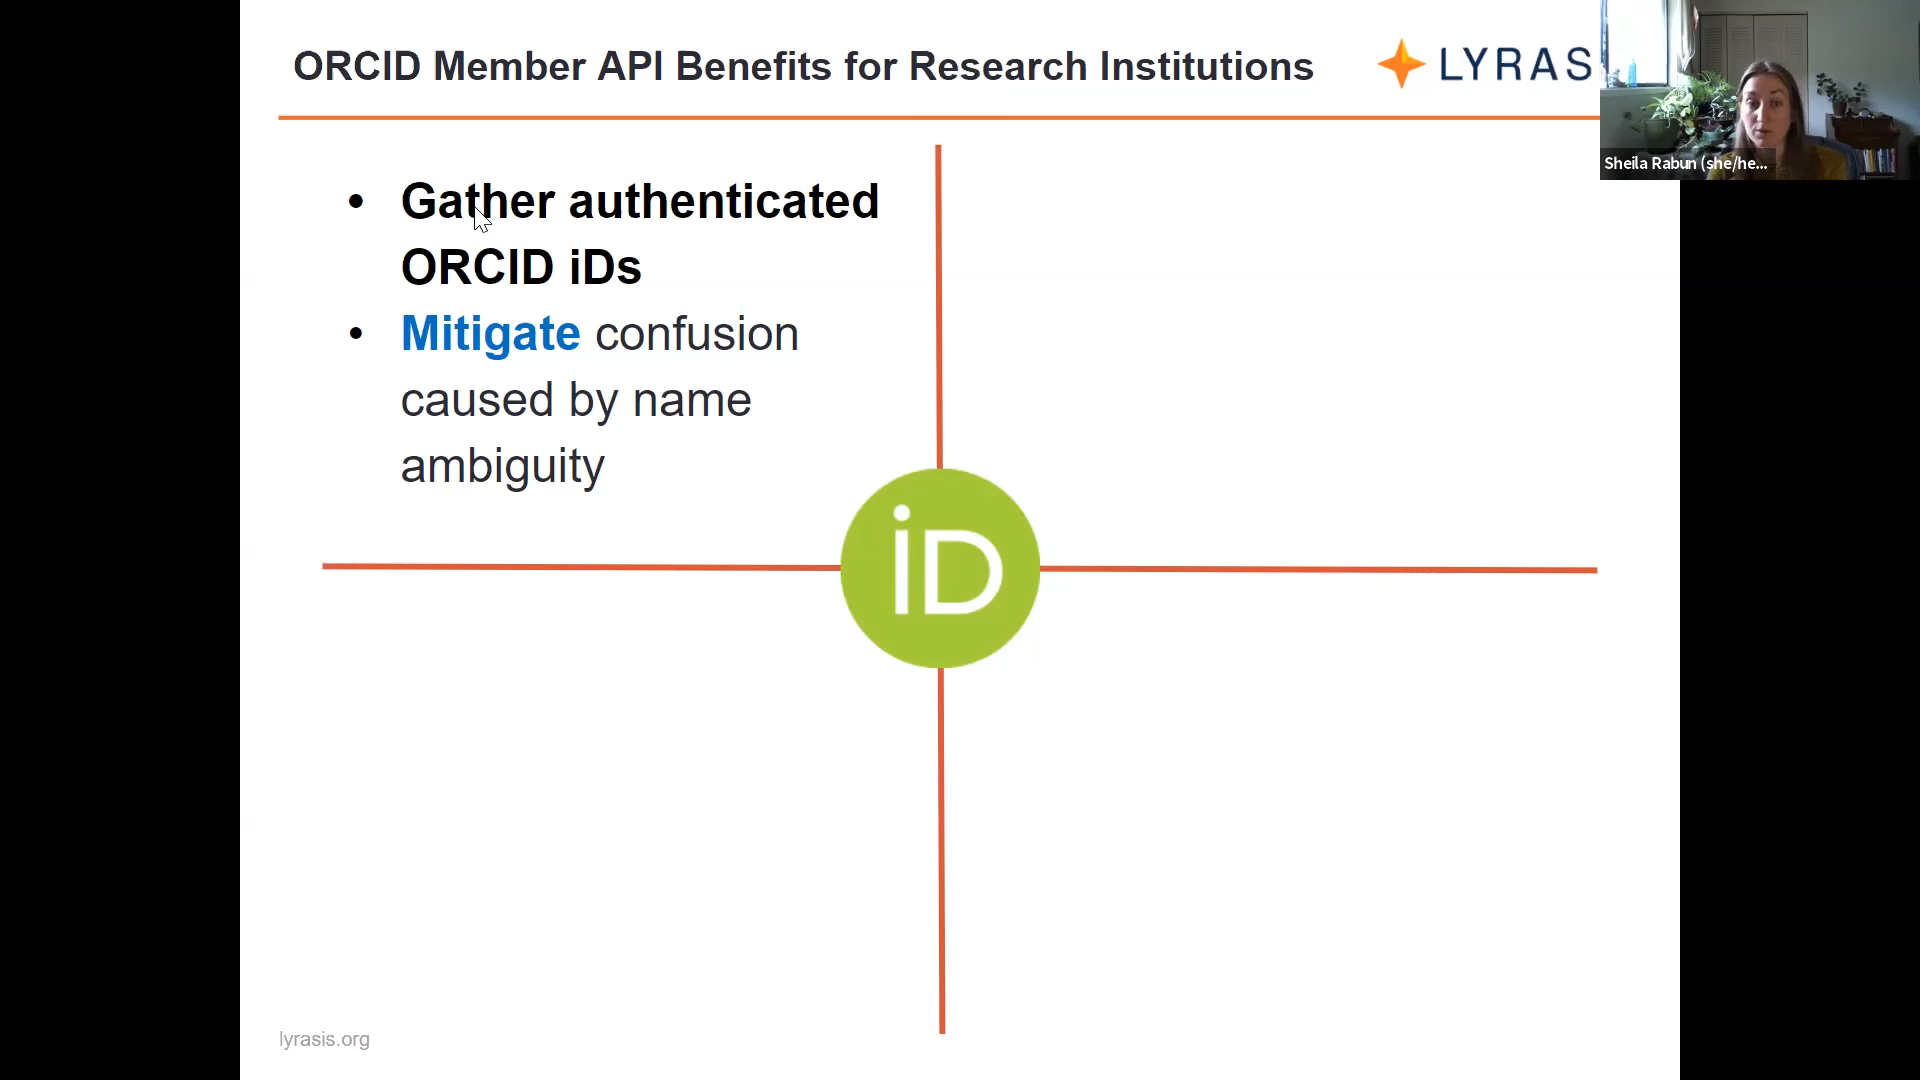 ORCID Member API Benefits for Research Institutions
LYRAS
Sheila Rabun (she/he...
• Gather authenticated
ORCID iDs
• Mitigate confusion
caused by name
ambiguity
iD
lyrasis.org